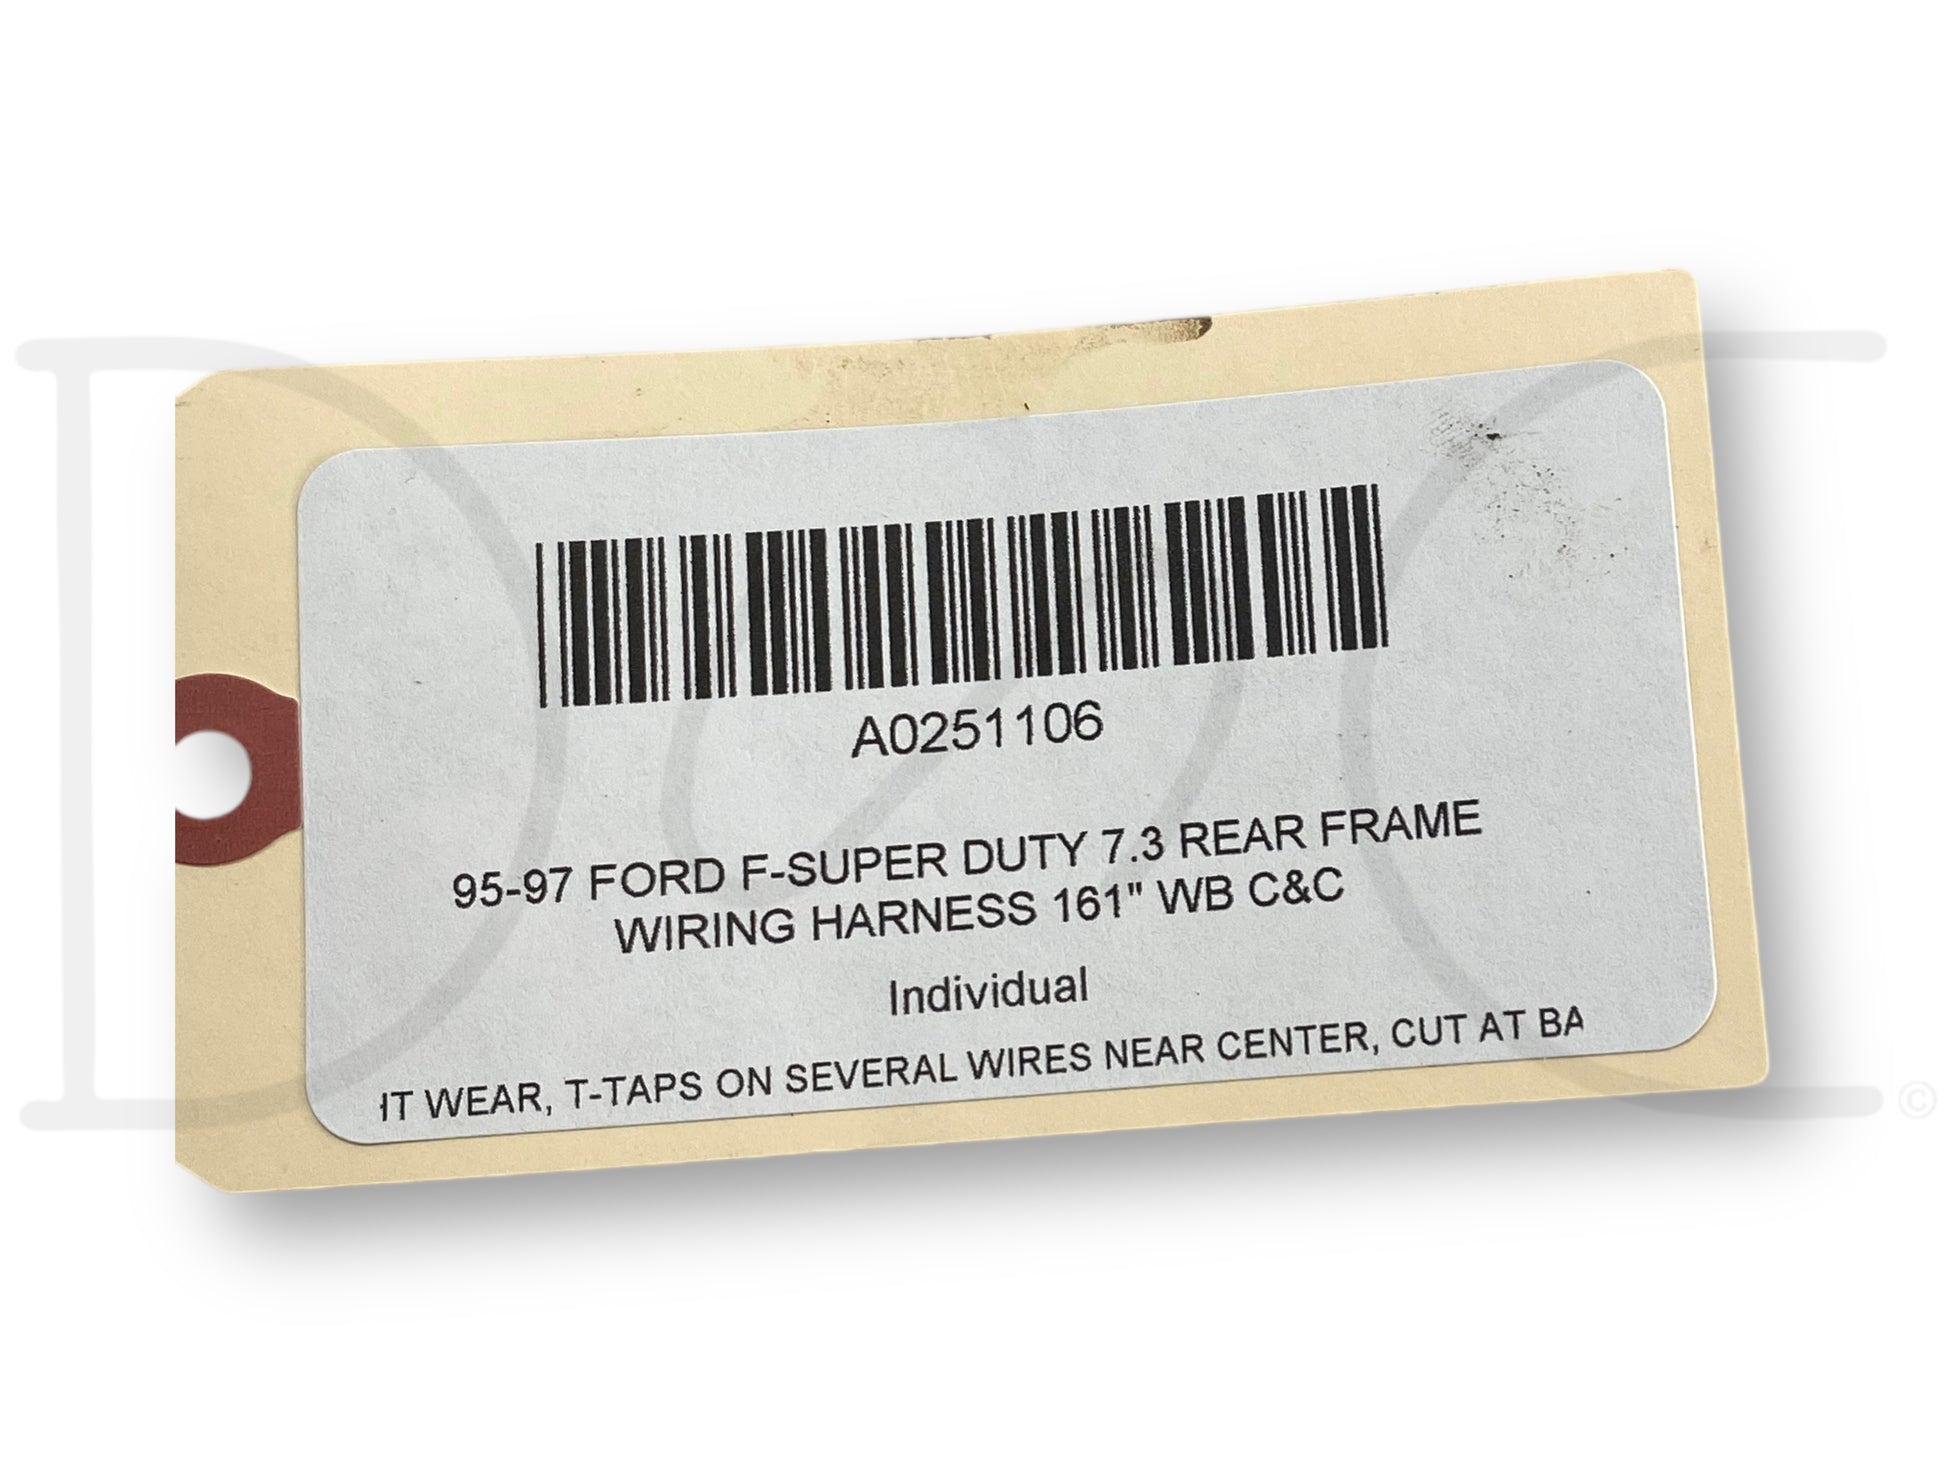 A0251106
95-97 FORD F-SUPER DUTY 7.3 REAR FRAME
WIRING HARNESS 161" WB C&C
Individual
WEAR, T-TAPS ON SEVERAL WIRES NEAR CENTER, CUT AT BA
©